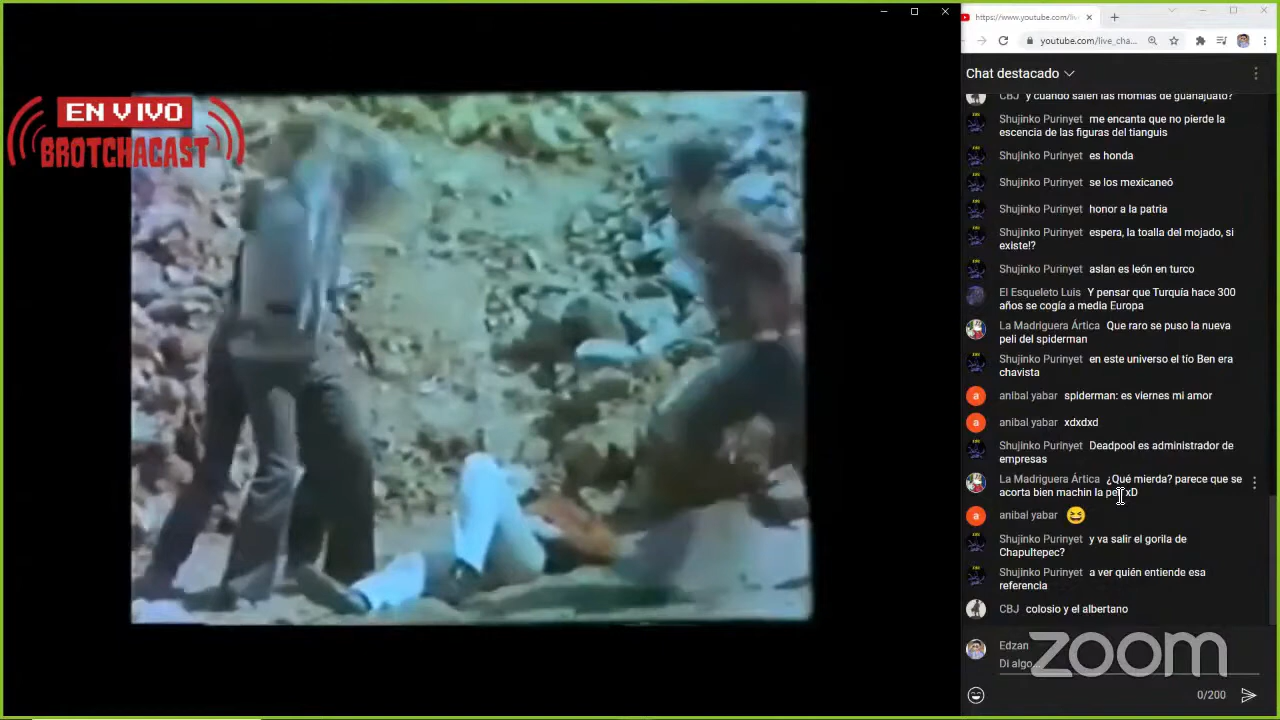 EN VIVO
BROTCHACAST
https://www.youtube.com/liv
youtube.com/live_cha...
Chat destacado
CBJ y cuando salen las momias de guanajuato?
Shujinko Purinyet me encanta que no pierde la
escencia de las figuras del tianguis
Shujinko Purinyet es honda
Shujinko Purinyet se los mexicaneó
Shujinko Purinyet honor a la patria
Shujinko Purinyet espera, la toalla del mojado, si
existe!?
Shujinko Purinyet aslan es león en turco
El Esqueleto Luis Y pensar que Turquía hace 300
años se cogía a media Europa
La Madriguera Ártica Que raro se puso la nueva
peli del spiderman
Shujinko Purinyet en este universo el tío Ben era
chavista
a anibal yabar spiderman: es viernes mi amor
a anibal yabar xdxdxd
Shujinko Purinyet Deadpool es administrador de
empresas
La Madriguera Ártica ¿Qué mierda? parece que se
acorta bien machin la peli xD
a anibal yabar 😆
Shujinko Purinyet y va salir el gorila de
Chapultepec?
Shujinko Purinyet a ver quién entiende esa
referencia
CBJ colosio y el albertano
Edzan
Di algo...
zoom
0/200